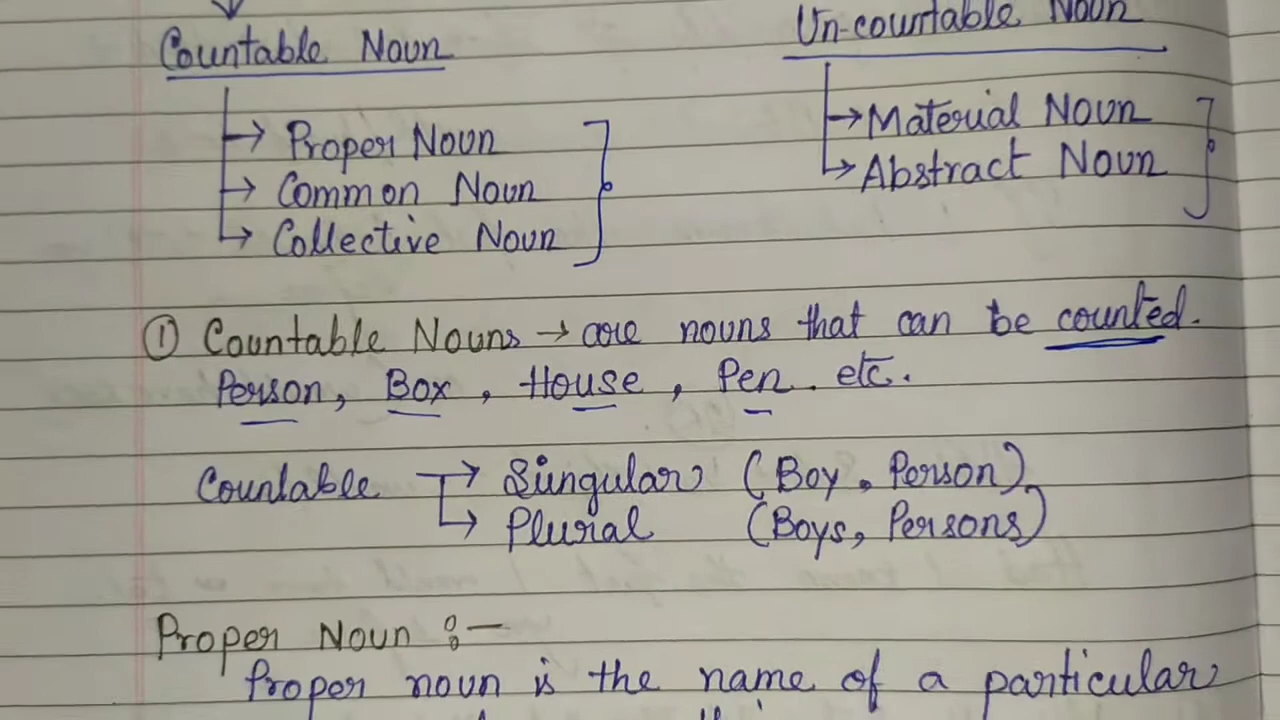 Countable Noun
Un-countable Noun
→ Proper Noun
→ Common Noun
→ Collective Noun
→ Material Noun
→ Abstract Noun
① Countable Nouns → are nouns that can be counted.
Person, Box, House, Pen. etc.
Countable → Singular (Boy, Person)
→ Plural (Boys, Persons)
Proper Noun :-
Proper noun is the name of a particular